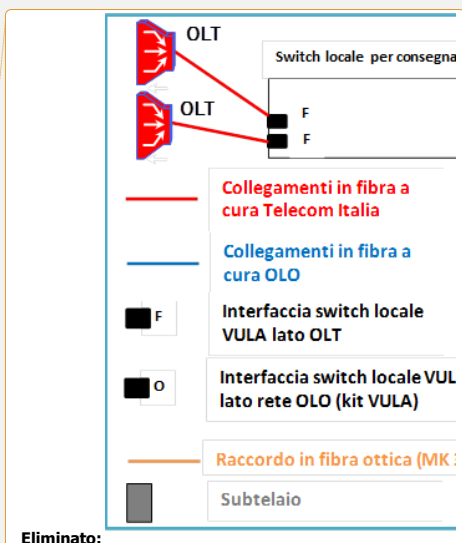 OLT
Switch locale per consegna
OLT
F
F
Collegamenti in fibra a
cura Telecom Italia
Collegamenti in fibra a
cura OLO
F
Interfaccia switch locale
VULA lato OLT
O
Interfaccia switch locale VUL
lato rete OLO (kit VULA)
Raccordo in fibra ottica (MK
Subtelaio
Eliminato: